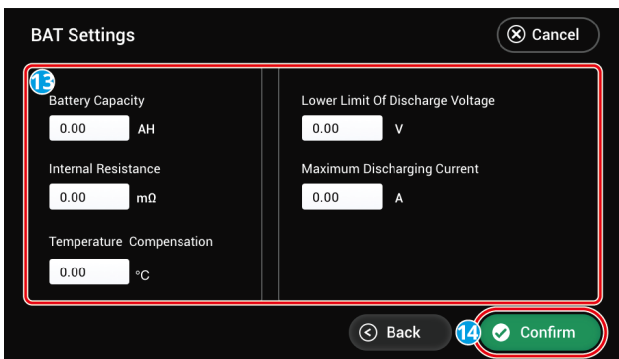 BAT Settings
Cancel
13
Battery Capacity
0.00 AH
Internal Resistance
0.00 mΩ
Temperature Compensation
0.00 °C
Lower Limit Of Discharge Voltage
0.00 V
Maximum Discharging Current
0.00 A
Back
14
Confirm